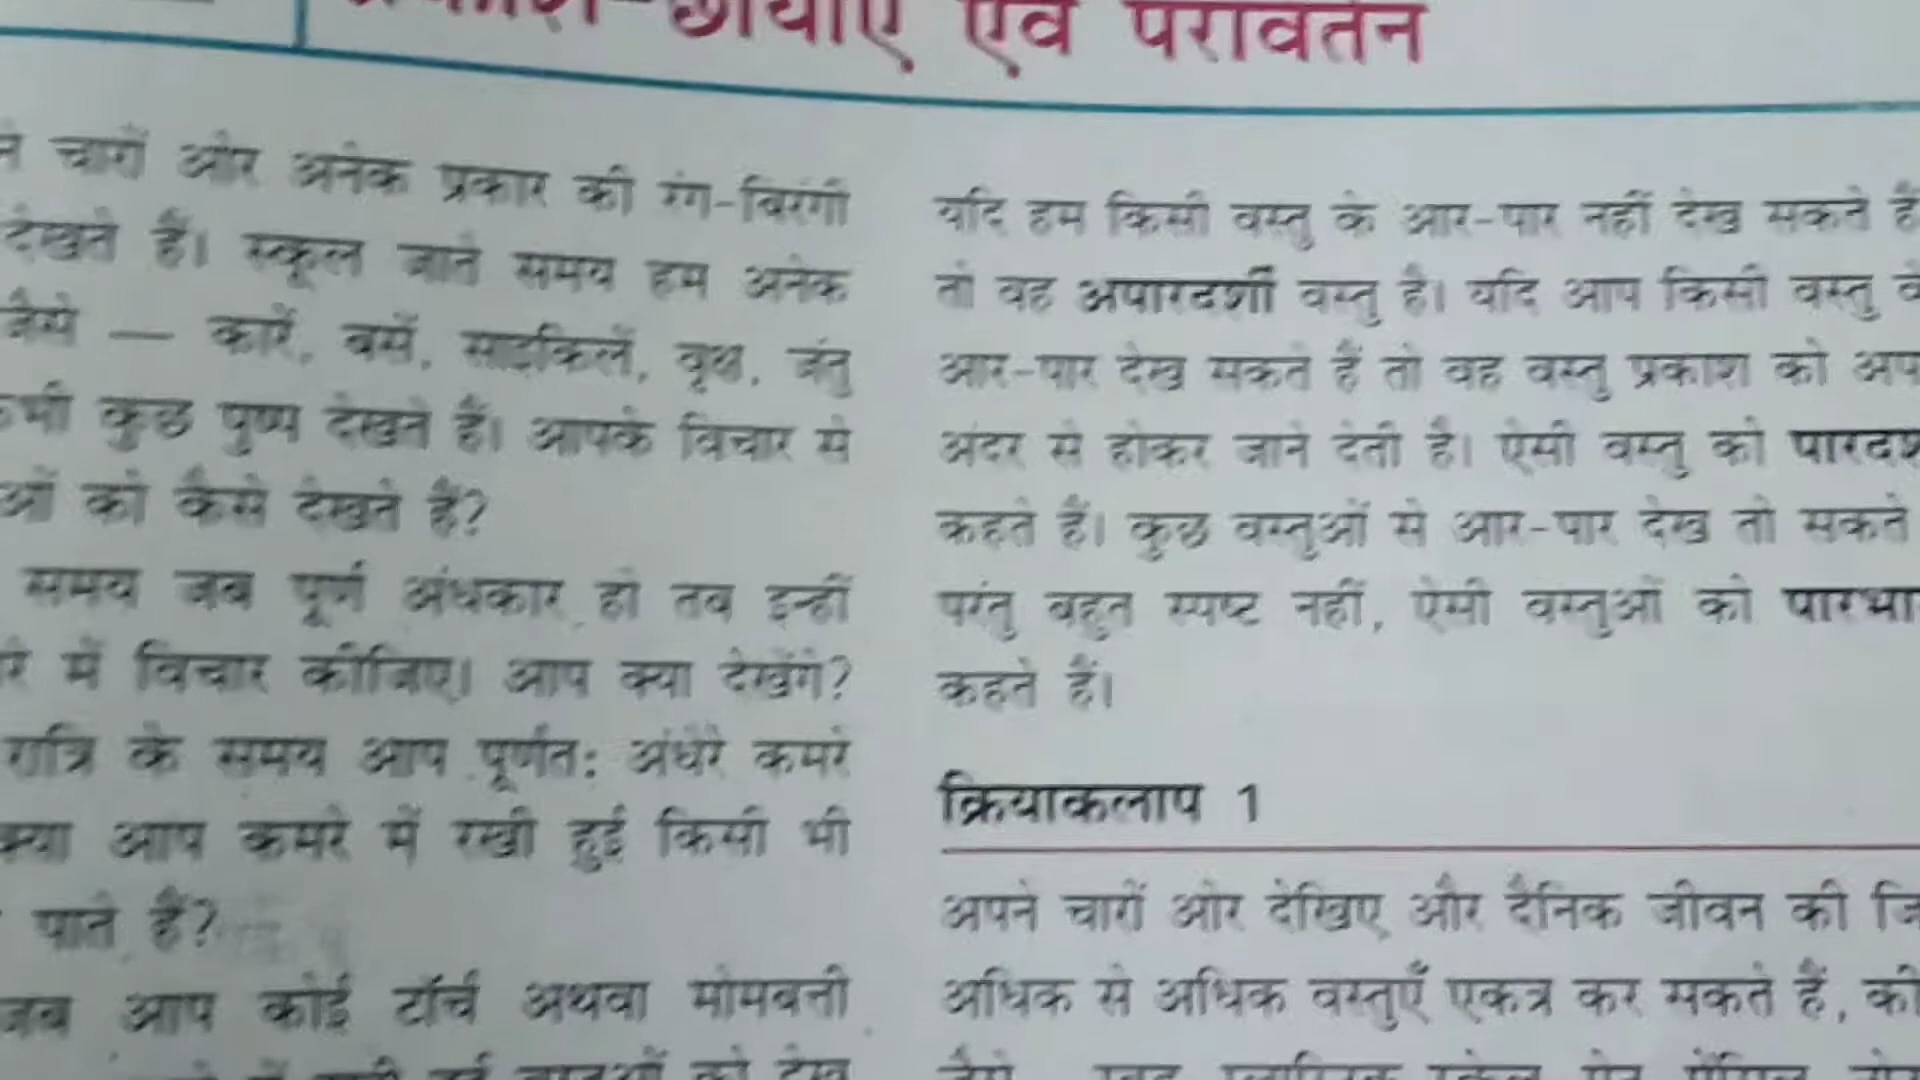 प्रकाश-छायाएँ एवं परावर्तन
चारों ओर अनेक प्रकार की रंग-बिरंगी
देखते हैं। स्कूल जाते समय हम अनेक
जैसे — कारें, बसें, साइकिलें, वृक्ष, जंतु
कुछ पुष्प देखते हैं। आपके विचार से
को कैसे देखते हैं?
समय जब पूर्ण अंधकार हो तब इन्हीं
में विचार कीजिए। आप क्या देखेंगे?
रात्रि के समय आप पूर्णत: अंधेरे कमरे
क्या आप कमरे में रखी हुई किसी भी
पाते हैं?
जब आप कोई टॉर्च अथवा मोमबत्ती
को देख
यदि हम किसी वस्तु के आर-पार नहीं देख सकते हैं
तो वह अपारदर्शी वस्तु है। यदि आप किसी वस्तु के
आर-पार देख सकते हैं तो वह वस्तु प्रकाश को अप
अंदर से होकर जाने देती है। ऐसी वस्तु को पारदर्श
कहते हैं। कुछ वस्तुओं से आर-पार देख तो सकते
परंतु बहुत स्पष्ट नहीं, ऐसी वस्तुओं को पारभा
कहते हैं।
क्रियाकलाप 1
अपने चारों ओर देखिए और दैनिक जीवन की जि
अधिक से अधिक वस्तुएँ एकत्र कर सकते हैं, की